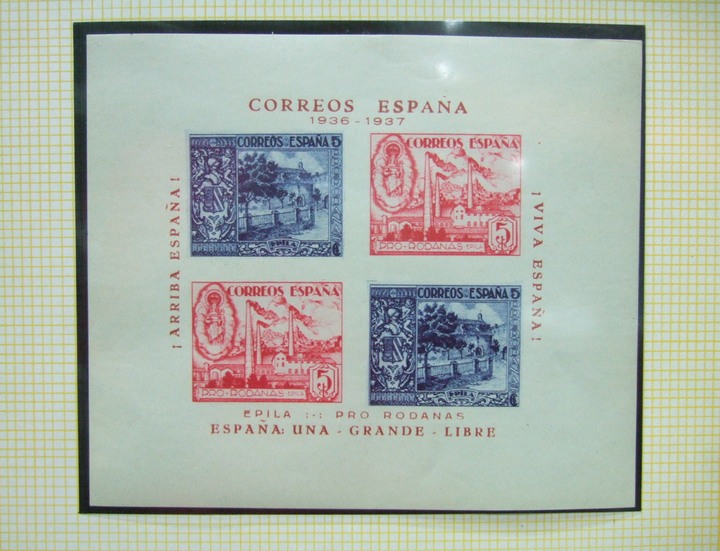 CORREOS ESPAÑA
1936-1937
¡ARRIBA ESPAÑA!
¡VIVA ESPAÑA!
CORREOS ESPAÑA 5
EPILA
CORREOS ESPAÑA
5
PRO-RODANAS EPILA
CORREOS ESPAÑA
5
PRO-RODANAS EPILA
CORREOS ESPAÑA 5
EPILA
EPILA :-: PRO RODANAS
ESPAÑA: UNA - GRANDE - LIBRE